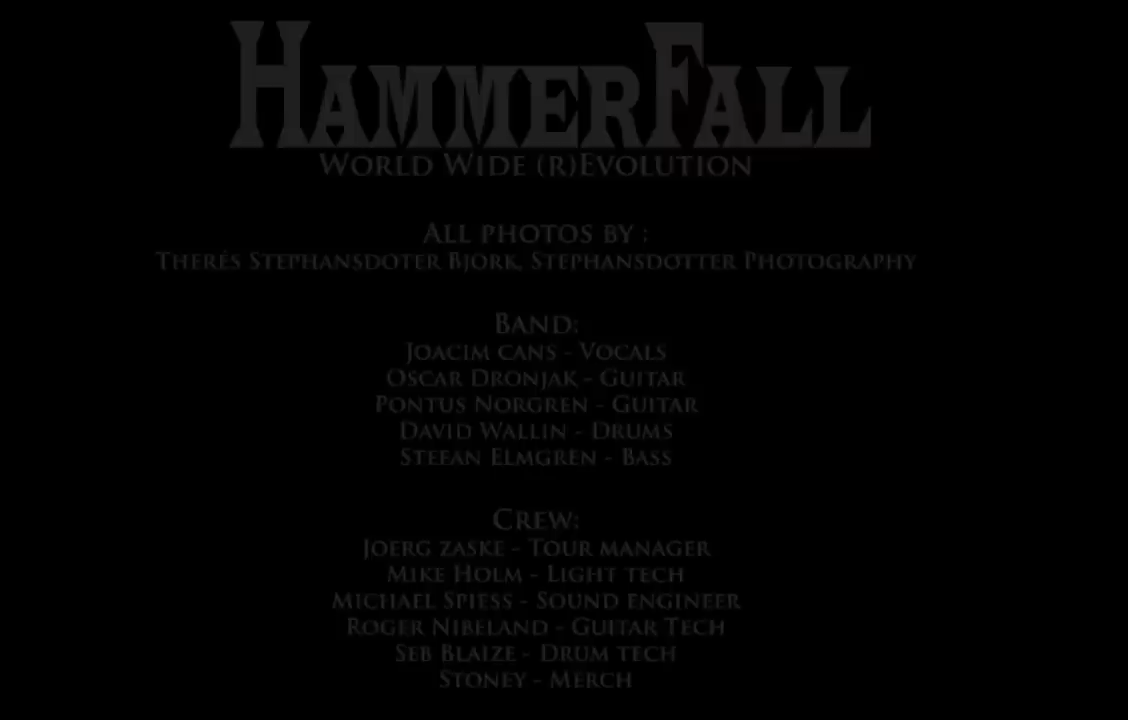 HammerFall
World Wide (r)Evolution
All photos by :
Therés Stephansdoter Bjork, Stephansdotter Photography
Band:
Joacim cans - Vocals
Oscar Dronjak - Guitar
Pontus Norgren - Guitar
David Wallin - Drums
Stefan Elmgren - Bass
Crew:
Joerg zaske - Tour manager
Mike Holm - Light tech
Michael Spiess - Sound engineer
Roger Nibeland - Guitar Tech
Seb Blaize - Drum tech
Stoney - Merch